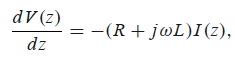 dV(z)/dz = −(R + jωL)I(z),